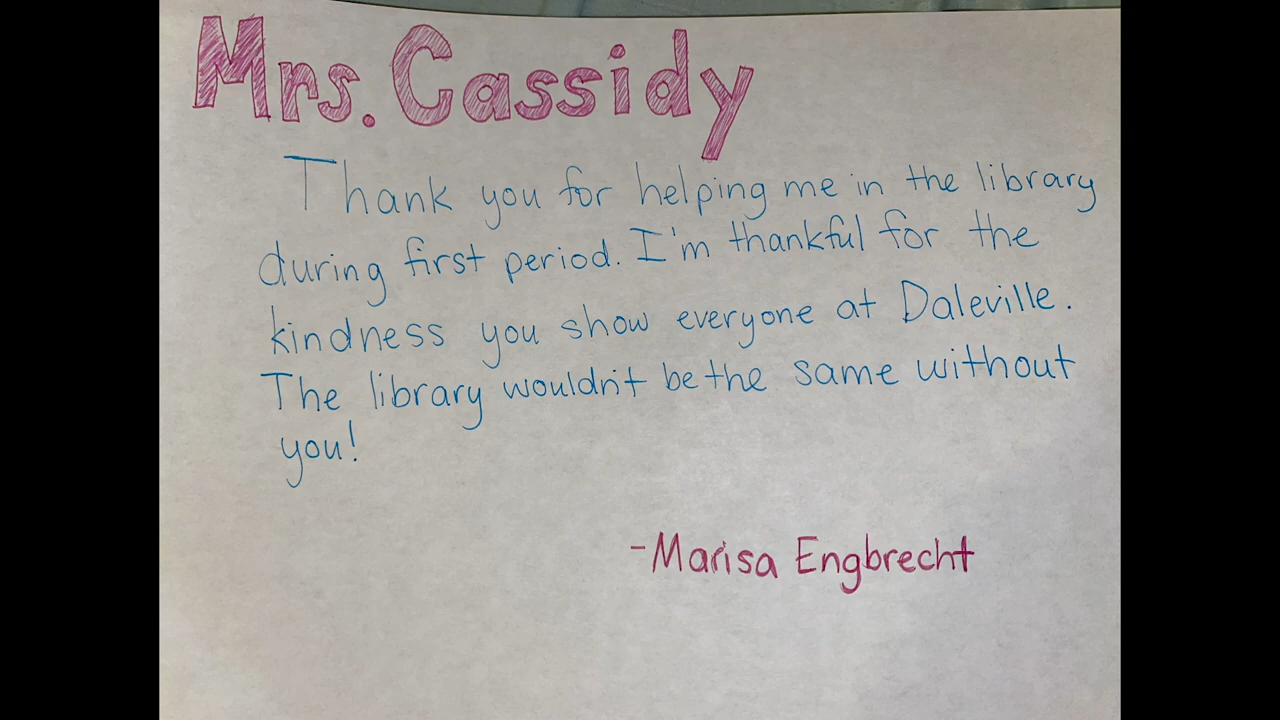 Mrs. Cassidy
Thank you for helping me in the library
during first period. I'm thankful for the
kindness you show everyone at Daleville.
The library wouldn't be the same without
you!
-Marisa Engbrecht